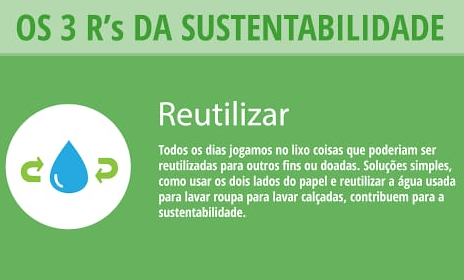 OS 3 R's DA SUSTENTABILIDADE
Reutilizar
Todos os dias jogamos no lixo coisas que poderiam ser
reutilizadas para outros fins ou doadas. Soluções simples,
como usar os dois lados do papel e reutilizar a água usada
para lavar roupa para lavar calçadas, contribuem para a
sustentabilidade.